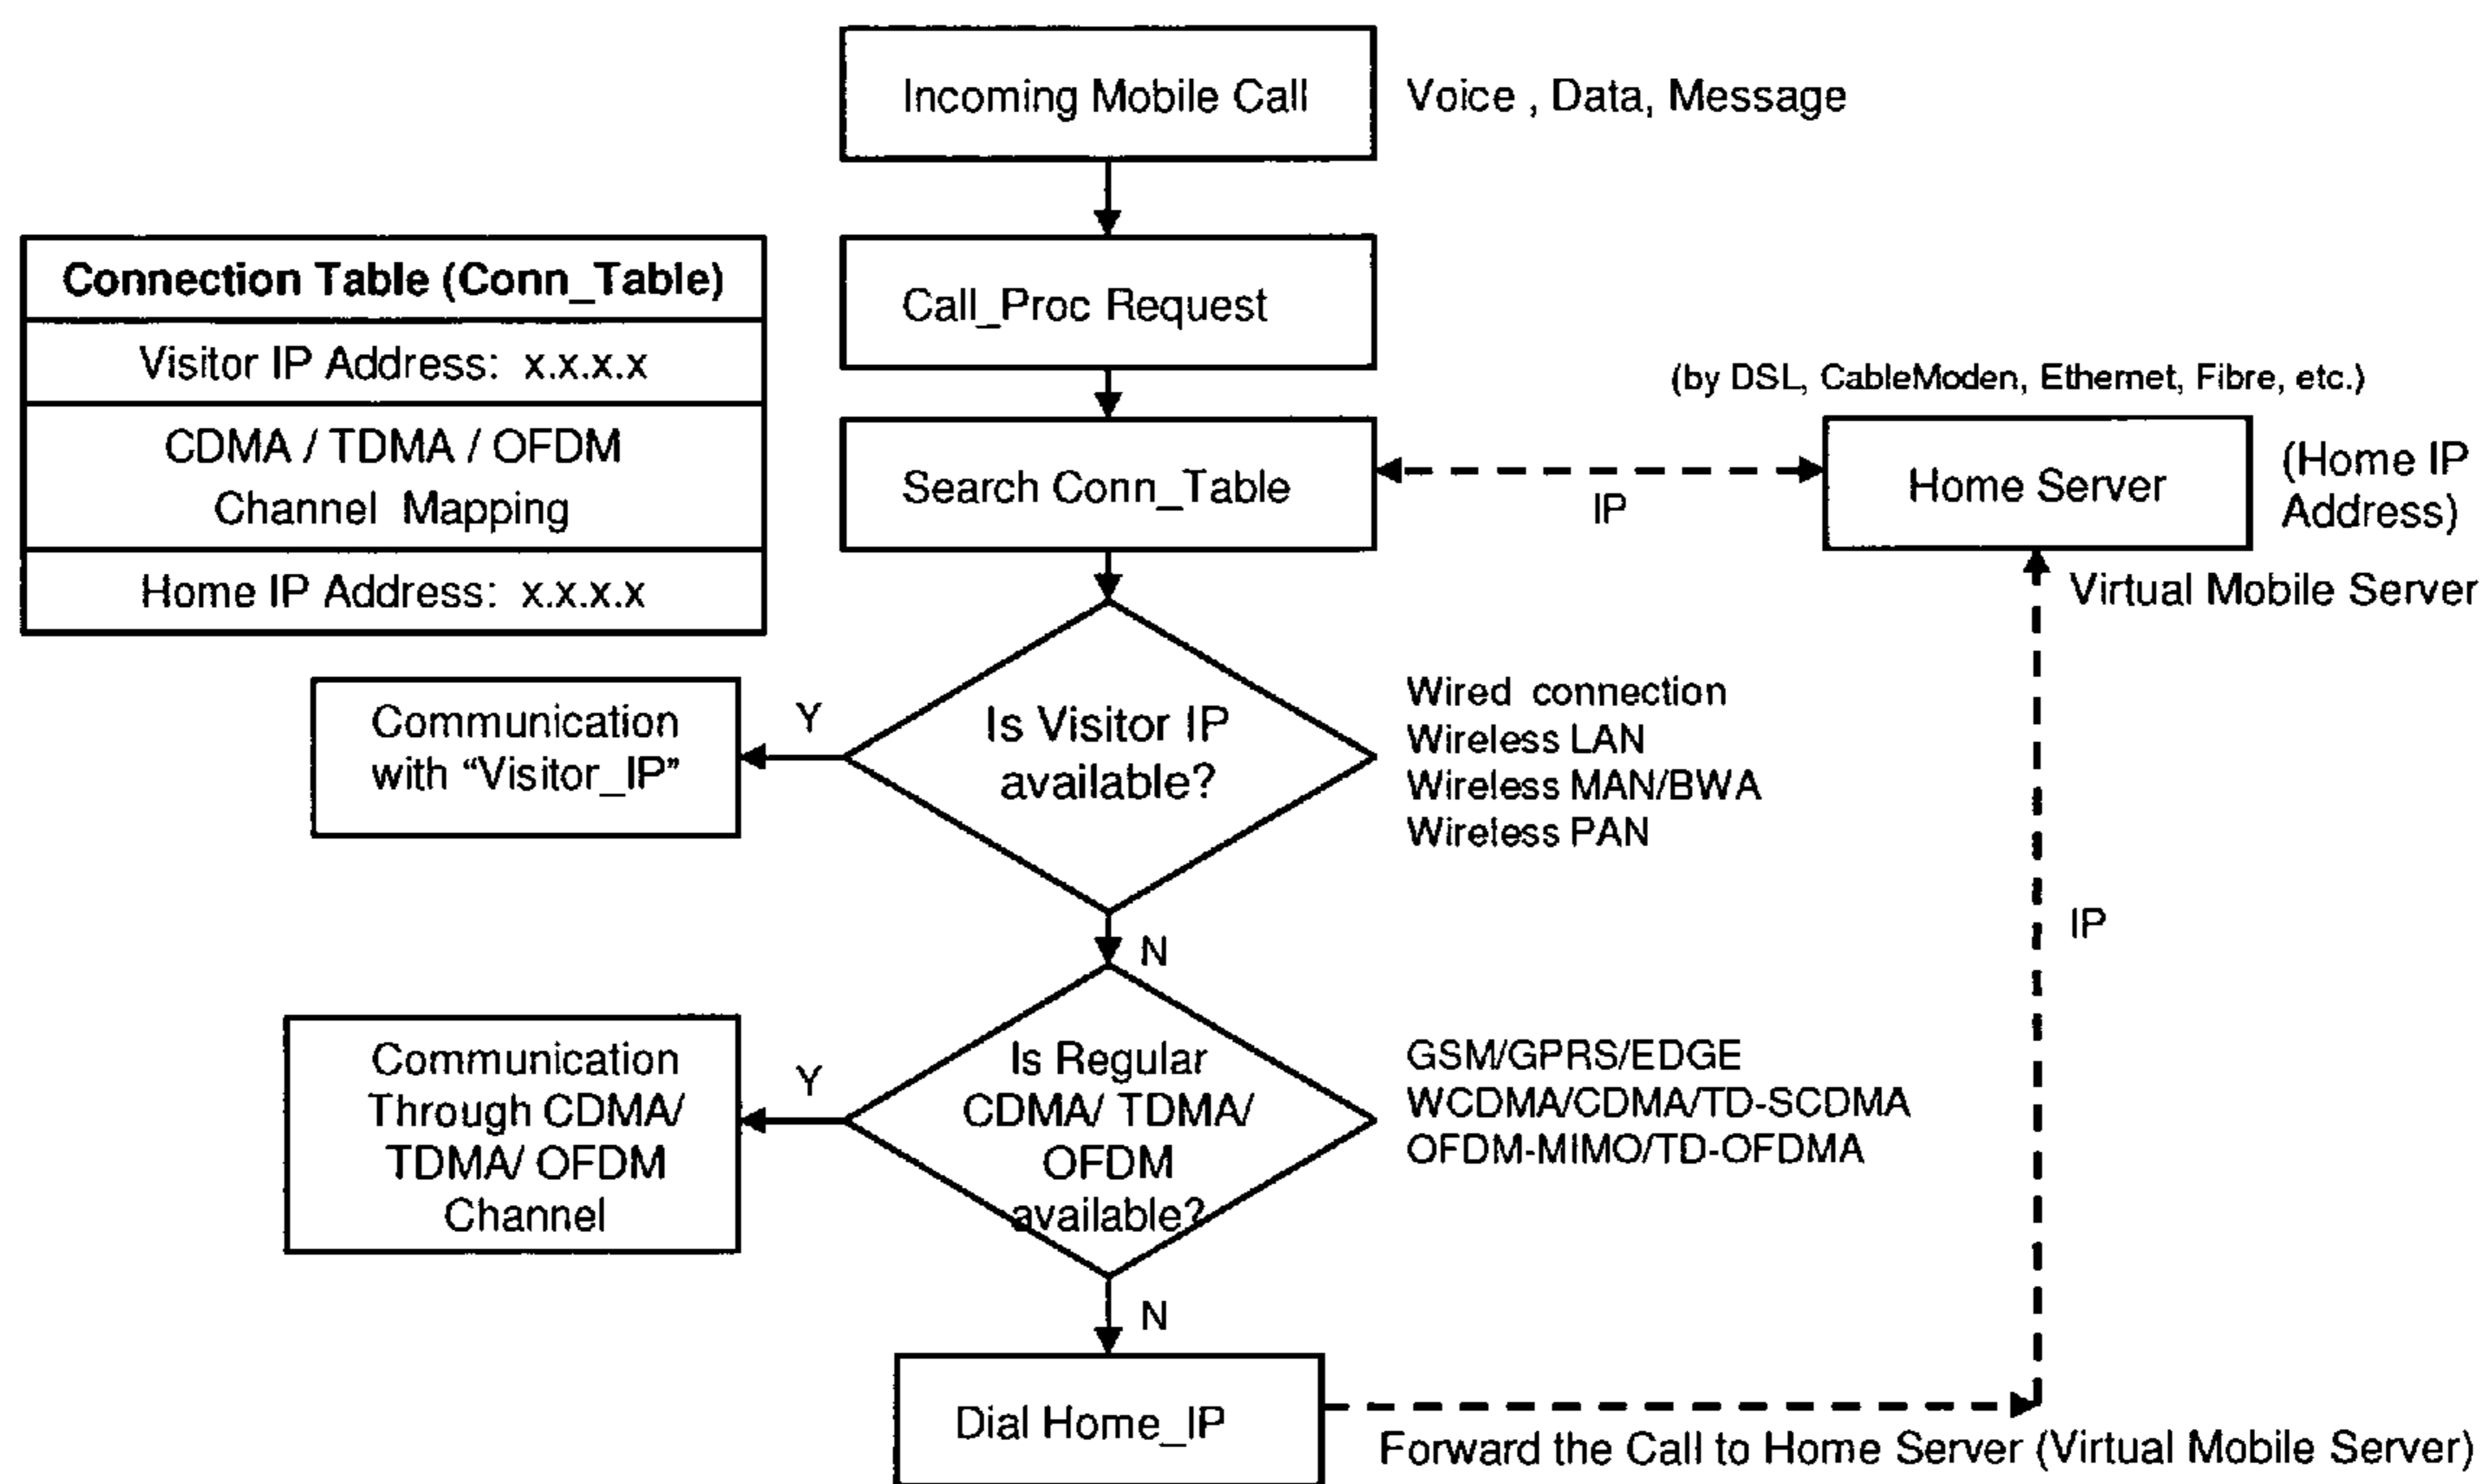 Incoming Mobile Call
Voice , Data, Message
Connection Table (Conn_Table)
Visitor IP Address: x.x.x.x
CDMA / TDMA / OFDM
Channel Mapping
Home IP Address: x.x.x.x
Call_Proc Request
Search Conn_Table
(by DSL, CableModen, Ethernet, Fibre, etc.)
IP
Home Server
(Home IP
Address)
Virtual Mobile Server
Is Visitor IP
available?
Y
Communication
with “Visitor_IP”
Wired connection
Wireless LAN
Wireless MAN/BWA
Wireless PAN
IP
N
Is Regular
CDMA/ TDMA/
OFDM
available?
Y
Communication
Through CDMA/
TDMA/ OFDM
Channel
GSM/GPRS/EDGE
WCDMA/CDMA/TD-SCDMA
OFDM-MIMO/TD-OFDMA
N
Dial Home_IP
Forward the Call to Home Server (Virtual Mobile Server)